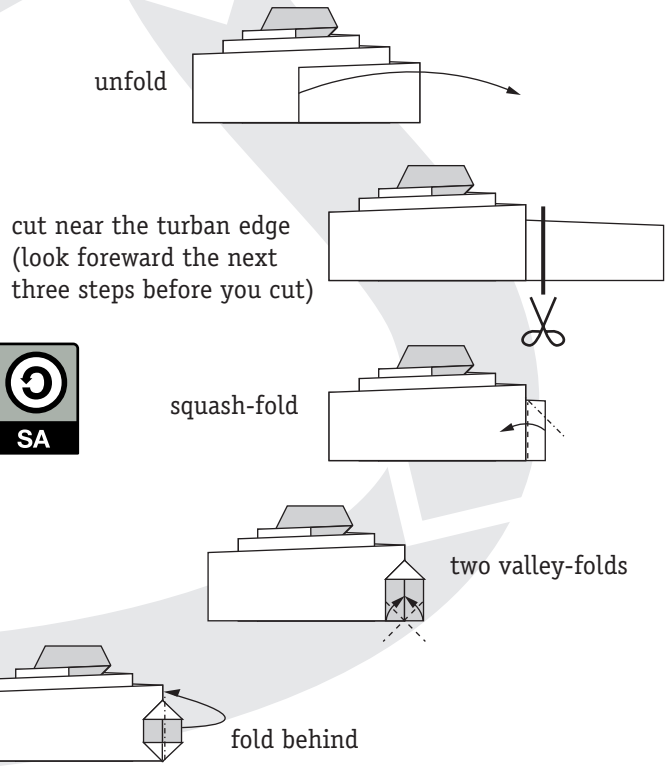 unfold
cut near the turban edge
(look foreward the next
three steps before you cut)
SA
squash-fold
two valley-folds
fold behind